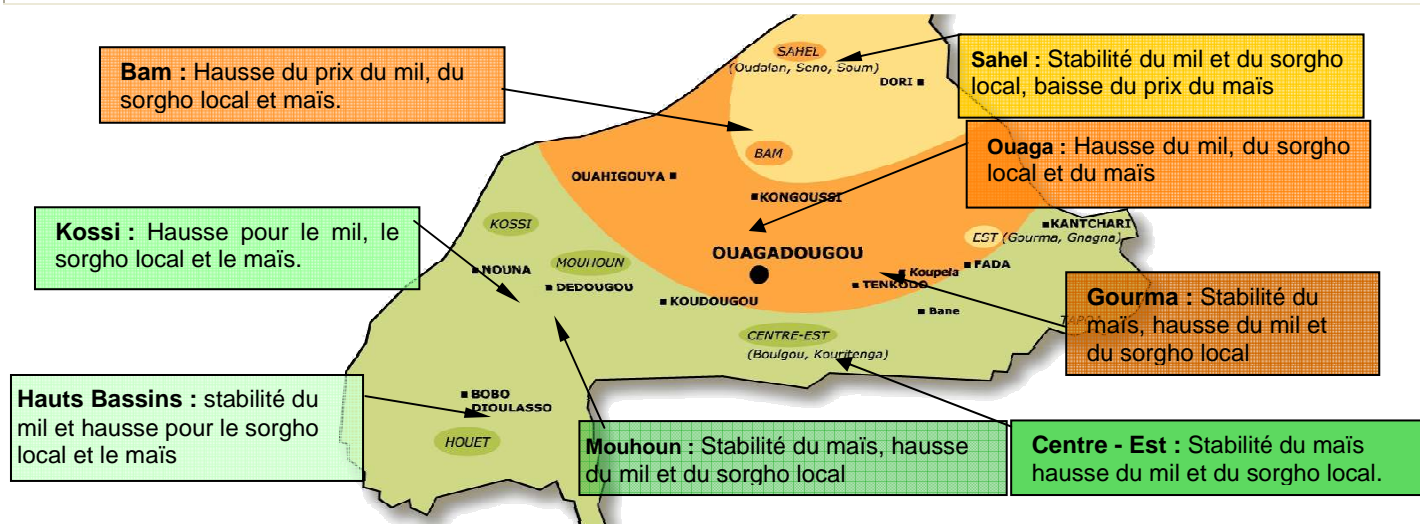 SAHEL
(Oudalan, Seno, Soum)
DORI
Bam : Hausse du prix du mil, du
sorgho local et maïs.
Sahel : Stabilité du mil et du sorgho
local, baisse du prix du maïs
Ouaga : Hausse du mil, du sorgho
local et du maïs
BAM
OUAHIGOUYA
KONGOUSSI
Kossi : Hausse pour le mil, le
sorgho local et le maïs.
KOSSI
KANTCHARI
EST (Gourma, Gnagna)
OUAGADOUGOU
MOUHOUN
NOUNA
DEDOUGOU
KOUDOUGOU
Koupela
FADA
TENKODO
Bane
Gourma : Stabilité du
maïs, hausse du mil et
du sorgho local
TAPOA
CENTRE-EST
(Boulgou, Kouritenga)
Hauts Bassins : stabilité du
mil et hausse pour le sorgho
local et le maïs
BOBO
DIOULASSO
HOUET
Mouhoun : Stabilité du maïs, hausse
du mil et du sorgho local
Centre - Est : Stabilité du maïs
hausse du mil et du sorgho local.